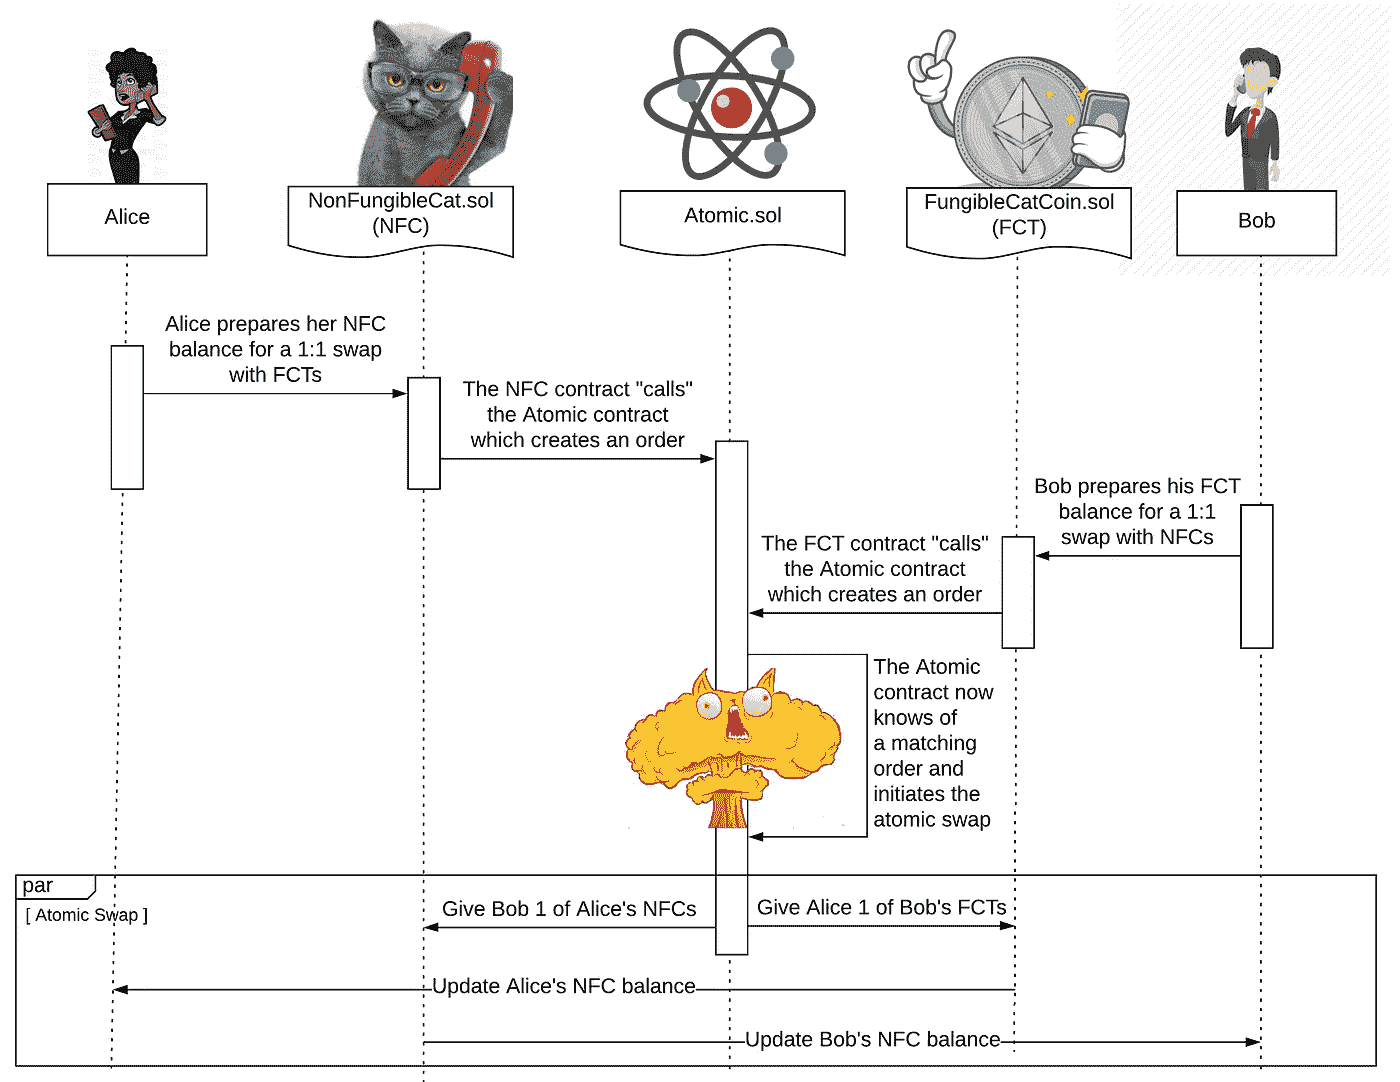 Alice
NonFungibleCat.sol
(NFC)
Atomic.sol
FungibleCatCoin.sol
(FCT)
Bob
Alice prepares her NFC
balance for a 1:1 swap
with FCTs
The NFC contract "calls"
the Atomic contract
which creates an order
Bob prepares his FCT
balance for a 1:1
swap with NFCs
The FCT contract "calls"
the Atomic contract
which creates an order
The Atomic
contract now
knows of
a matching
order and
initiates the
atomic swap
par
[ Atomic Swap ]
Give Bob 1 of Alice's NFCs
Give Alice 1 of Bob's FCTs
Update Alice's NFC balance
Update Bob's NFC balance